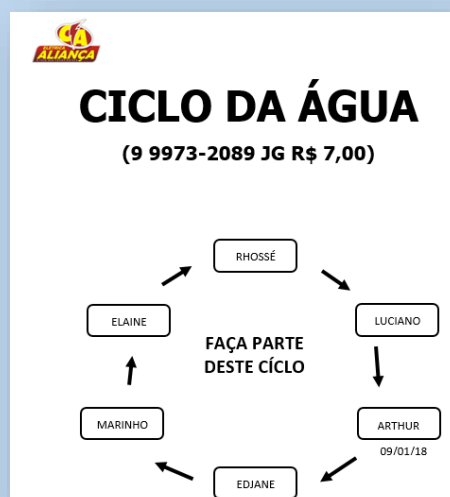 CA
ELÉTRICA
ALIANÇA
CICLO DA ÁGUA
(9 9973-2089 JG R$ 7,00)
RHOSSÉ
ELAINE
LUCIANO
FAÇA PARTE
DESTE CÍCLO
MARINHO
ARTHUR
09/01/18
EDJANE